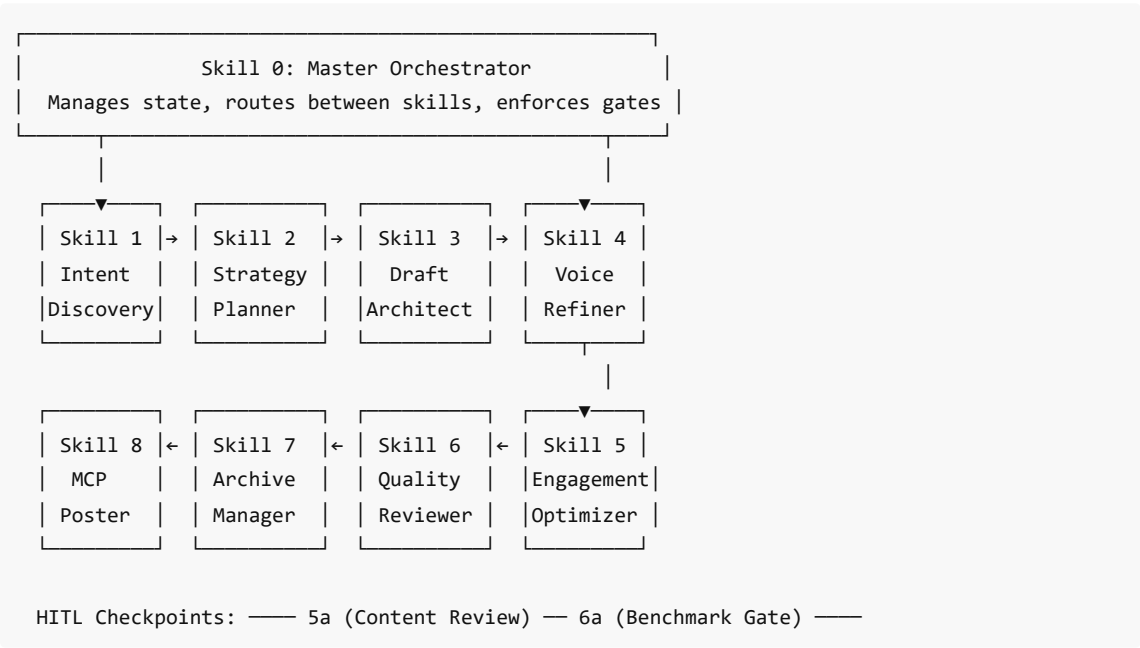 Skill 0: Master Orchestrator
Manages state, routes between skills, enforces gates
Skill 1 → Skill 2 → Skill 3 → Skill 4
Intent Strategy Draft Voice
Discovery Planner Architect Refiner
Skill 8 ← Skill 7 ← Skill 6 ← Skill 5
MCP Archive Quality Engagement
Poster Manager Reviewer Optimizer
HITL Checkpoints: ── 5a (Content Review) ── 6a (Benchmark Gate) ──